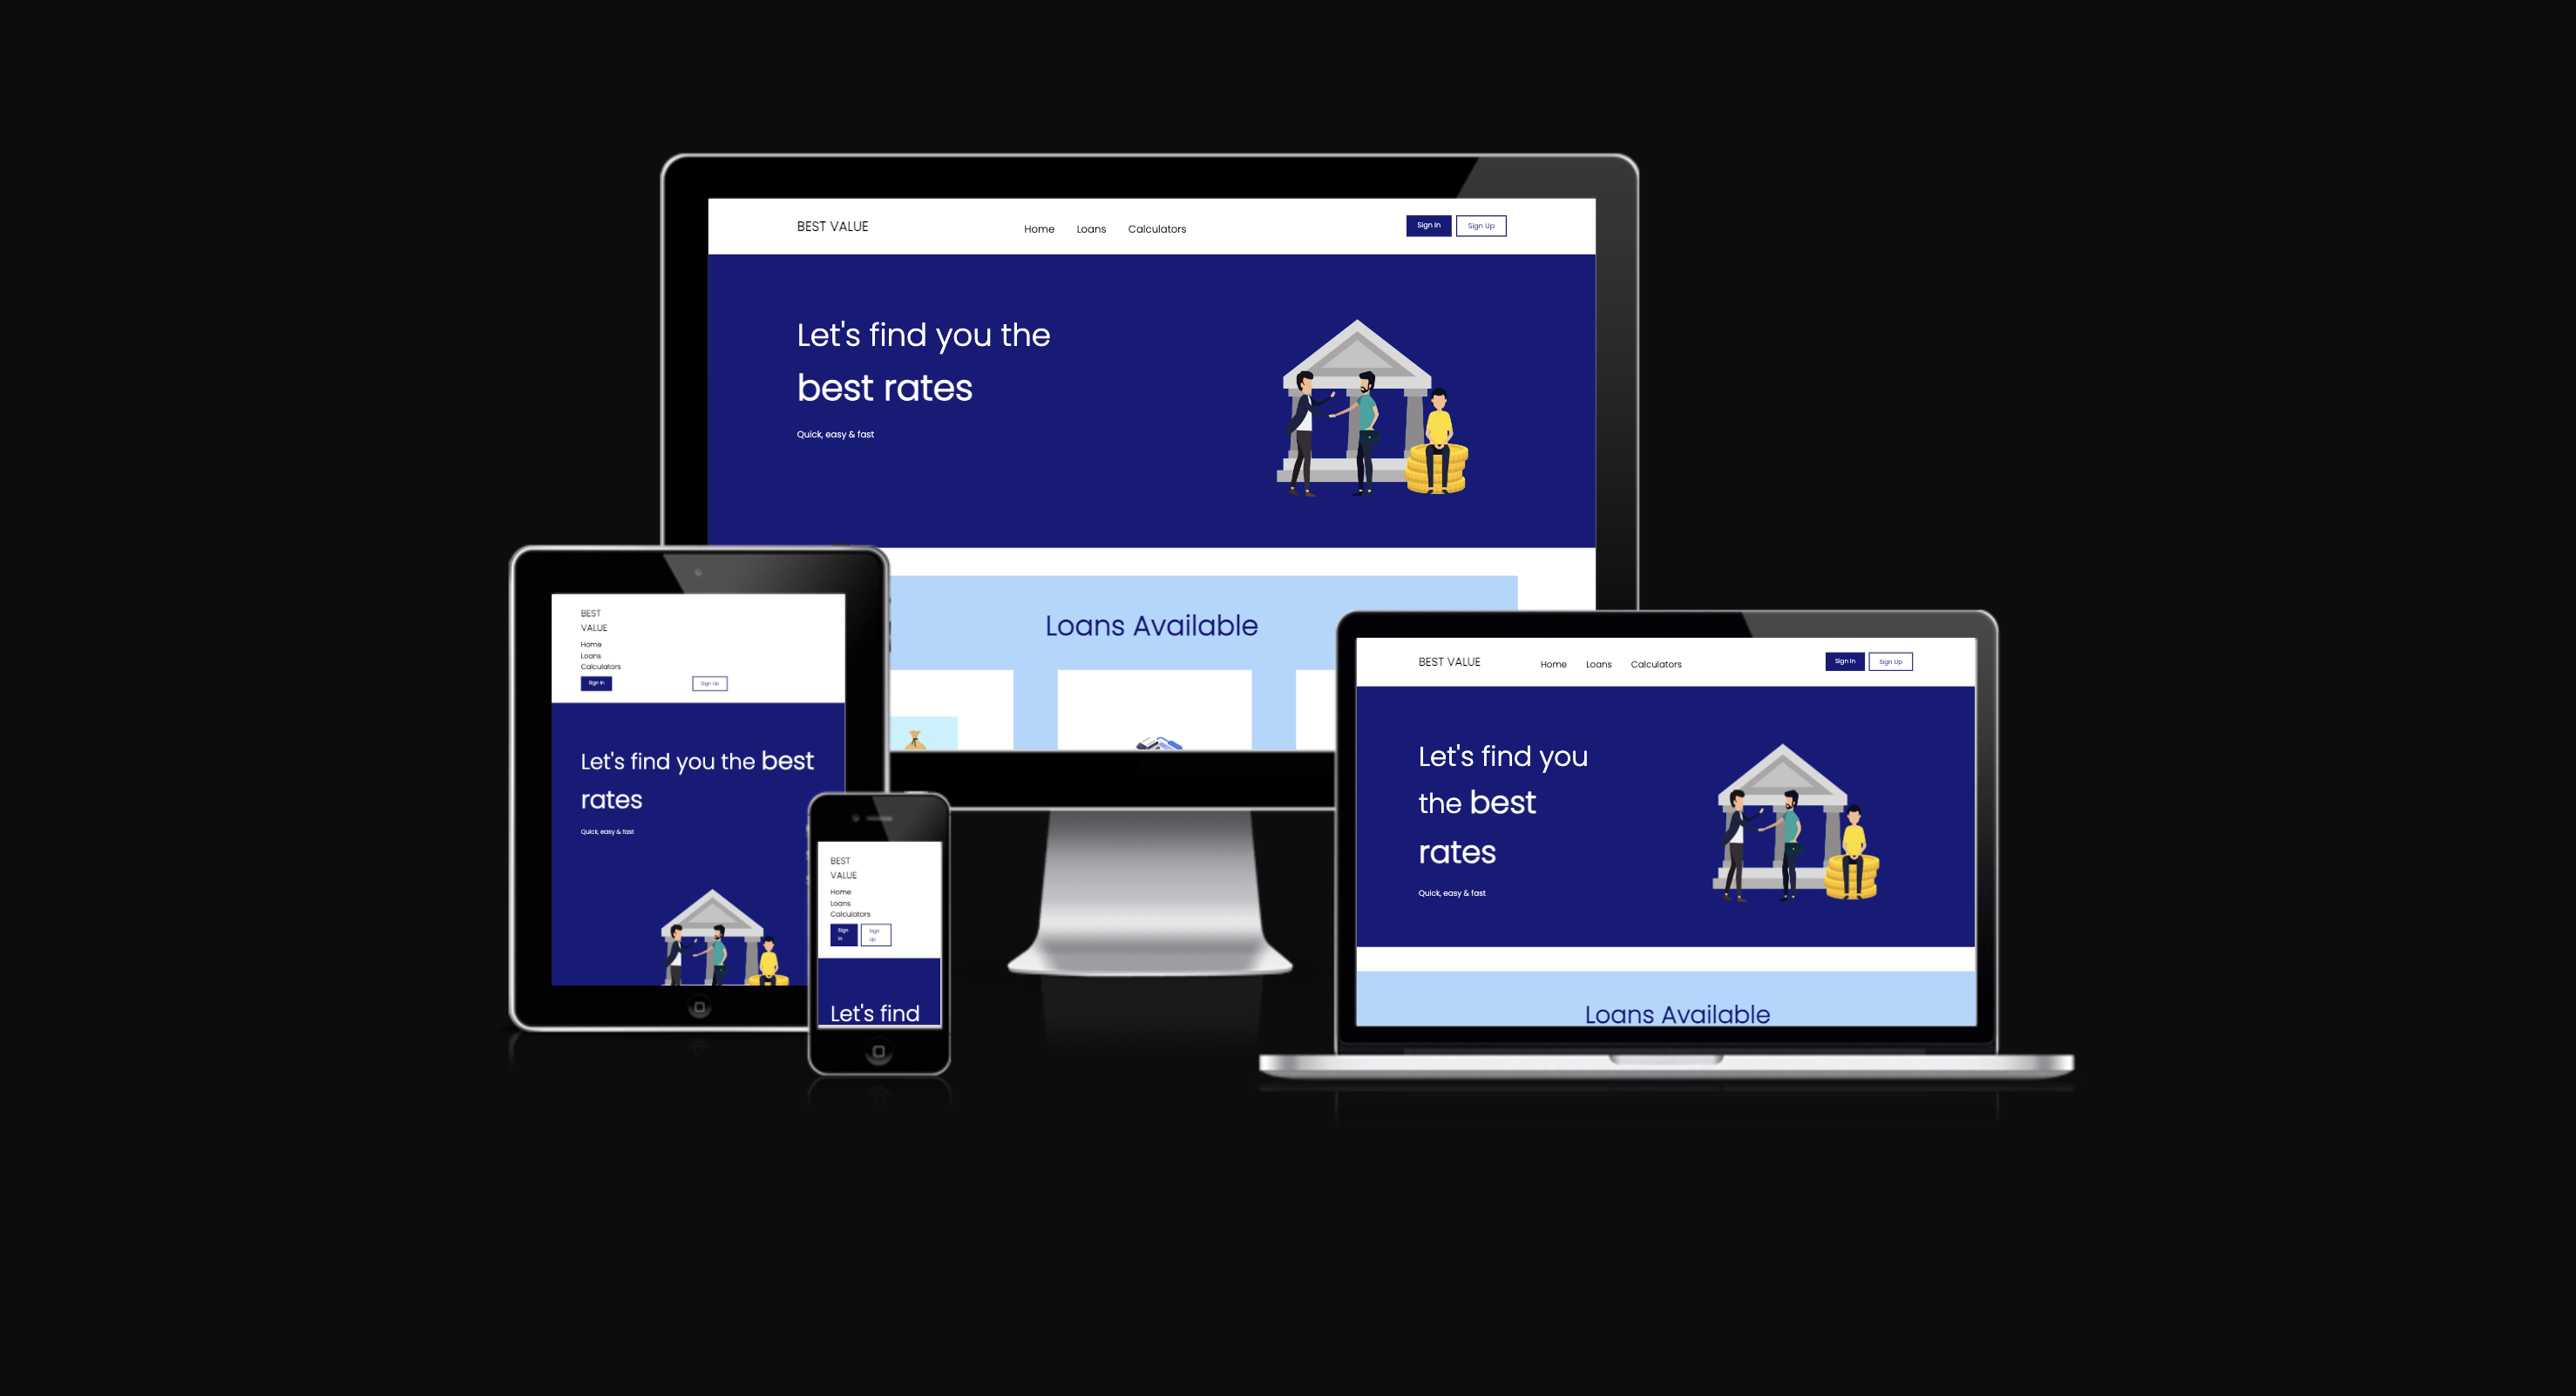 BEST VALUE
Home Loans Calculators
Sign In Sign Up
Let's find you the
best rates
Quick, easy & fast
Loans Available
BEST
VALUE
Home
Loans
Calculators
Sign In Sign Up
Let's find you the best
rates
Quick, easy & fast
BEST
VALUE
Home
Loans
Calculators
Sign Sign
In Up
Let's find
BEST VALUE Home Loans Calculators Sign In Sign Up
Let's find you
the best
rates
Quick, easy & fast
Loans Available